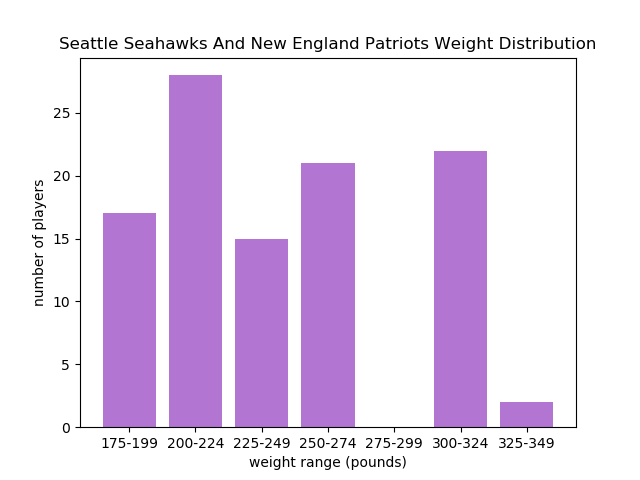 Seattle Seahawks And New England Patriots Weight Distribution
number of players
25
20
15
10
5
0
175-199 200-224 225-249 250-274 275-299 300-324 325-349
weight range (pounds)